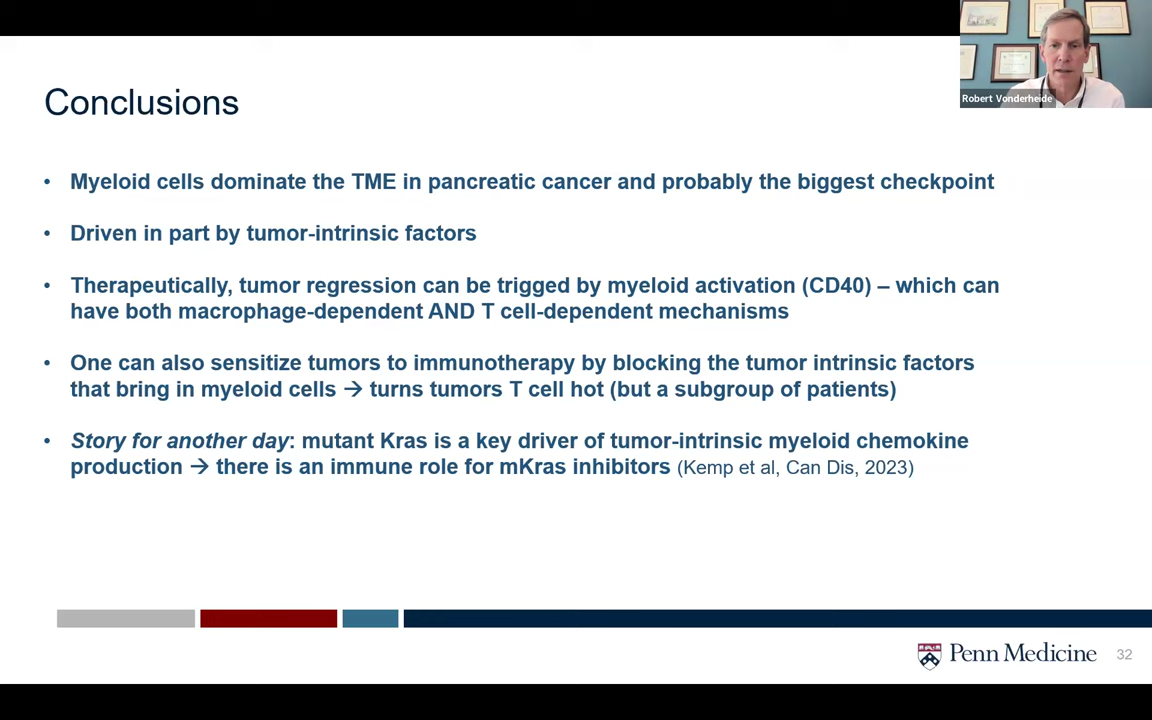 Robert Vonderheide
Conclusions
• Myeloid cells dominate the TME in pancreatic cancer and probably the biggest checkpoint
• Driven in part by tumor-intrinsic factors
• Therapeutically, tumor regression can be trigged by myeloid activation (CD40) – which can
have both macrophage-dependent AND T cell-dependent mechanisms
• One can also sensitize tumors to immunotherapy by blocking the tumor intrinsic factors
that bring in myeloid cells → turns tumors T cell hot (but a subgroup of patients)
• Story for another day: mutant Kras is a key driver of tumor-intrinsic myeloid chemokine
production → there is an immune role for mKras inhibitors (Kemp et al, Can Dis, 2023)
Penn Medicine
32